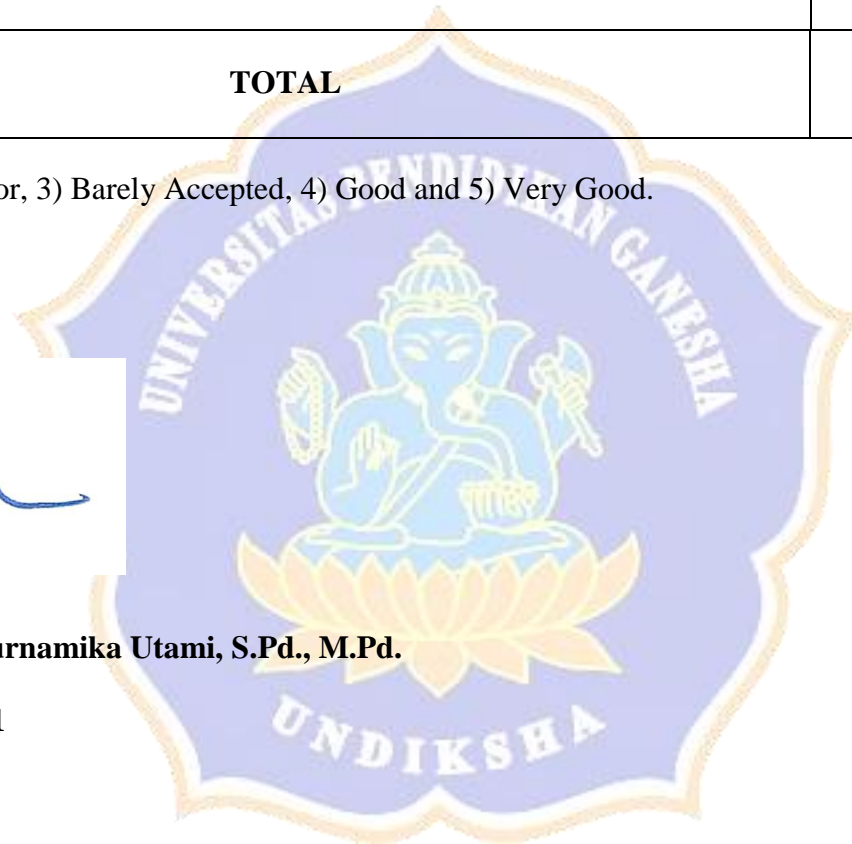 TOTAL
or, 3) Barely Accepted, 4) Good and 5) Very Good.
UNIVERSITAS PENDIDIKAN GANESHA
urnamika Utami, S.Pd., M.Pd.
UNDIKSHA